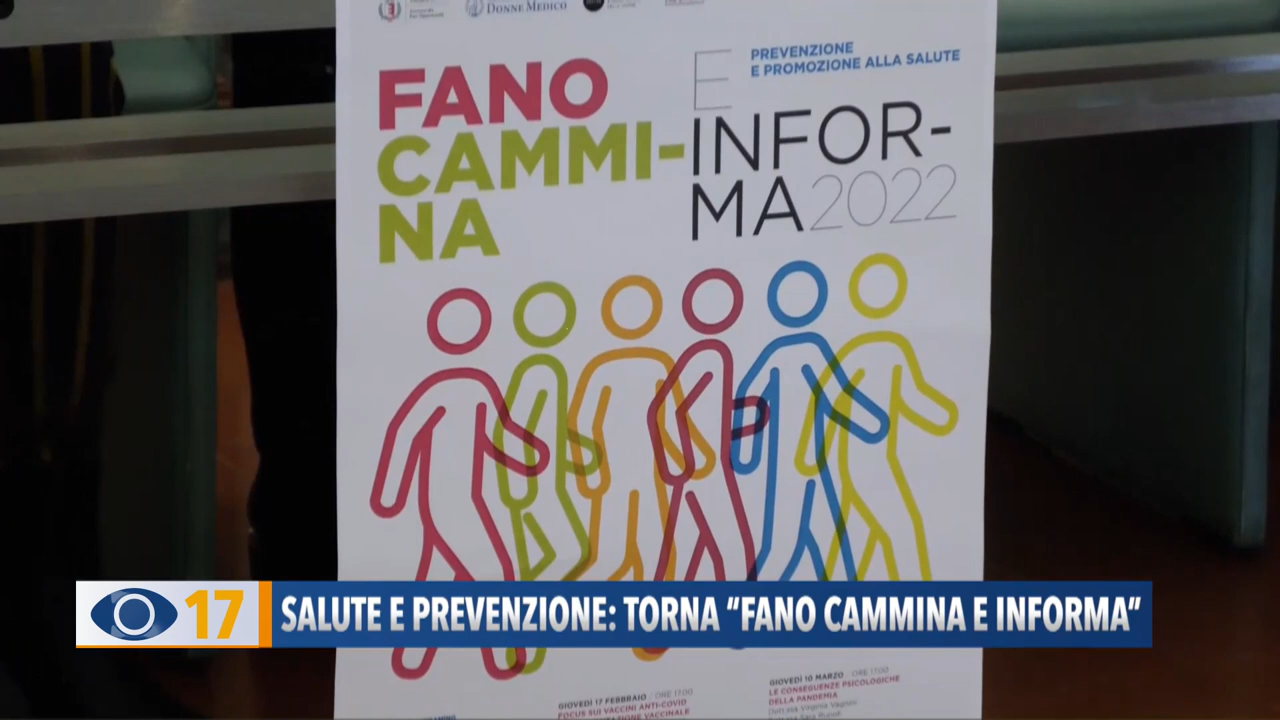 DONNE MEDICO
FANO
CAMMI-
NA
E
INFOR-
MA 2022
PREVENZIONE
E PROMOZIONE ALLA SALUTE
17
SALUTE E PREVENZIONE: TORNA “FANO CAMMINA E INFORMA”
GIOVEDÌ 17 FEBBRAIO / ORE 17.00
FOCUS SUI VACCINI ANTI-COVID
GIOVEDÌ 10 MARZO / ORE 17.00
LE CONSEGUENZE PSICOLOGICHE
DELLA PANDEMIA
Dott.ssa Virginia Vagnini